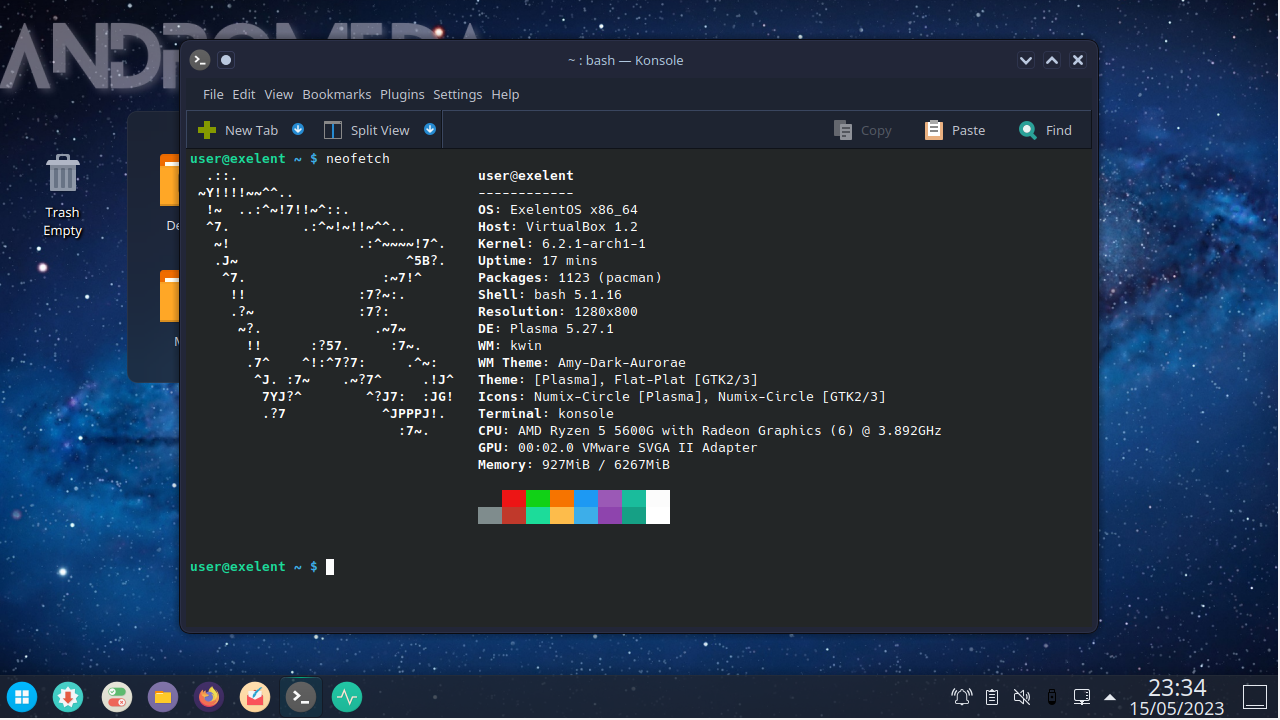 ~ : bash — Konsole
File Edit View Bookmarks Plugins Settings Help
New Tab Split View Copy Paste Find
Trash
Empty
user@exelent ~ $ neofetch
.::. user@exelent
~Y!!!!~~^^.. ------------
!~ ..:^~!7!!~^::. OS: ExelentOS x86_64
^7. .:^~!~!!~^^.. Host: VirtualBox 1.2
~! .:^~~~~!7^. Kernel: 6.2.1-arch1-1
.J~ ^5B?. Uptime: 17 mins
^7. :~7!^ Packages: 1123 (pacman)
!! :7?~:. Shell: bash 5.1.16
.?~ :7?: Resolution: 1280x800
~?. .~7~ DE: Plasma 5.27.1
!! :?57. :7~. WM: kwin
.7^ ^!:^7?7: .^~: WM Theme: Amy-Dark-Aurorae
^J. :7~ .~?7^ .!J^ Theme: [Plasma], Flat-Plat [GTK2/3]
7YJ?^ ^?J7: :JG! Icons: Numix-Circle [Plasma], Numix-Circle [GTK2/3]
.?7 ^JPPPJ!. Terminal: konsole
:7~. CPU: AMD Ryzen 5 5600G with Radeon Graphics (6) @ 3.892GHz
GPU: 00:02.0 VMware SVGA II Adapter
Memory: 927MiB / 6267MiB
user@exelent ~ $
23:34
15/05/2023